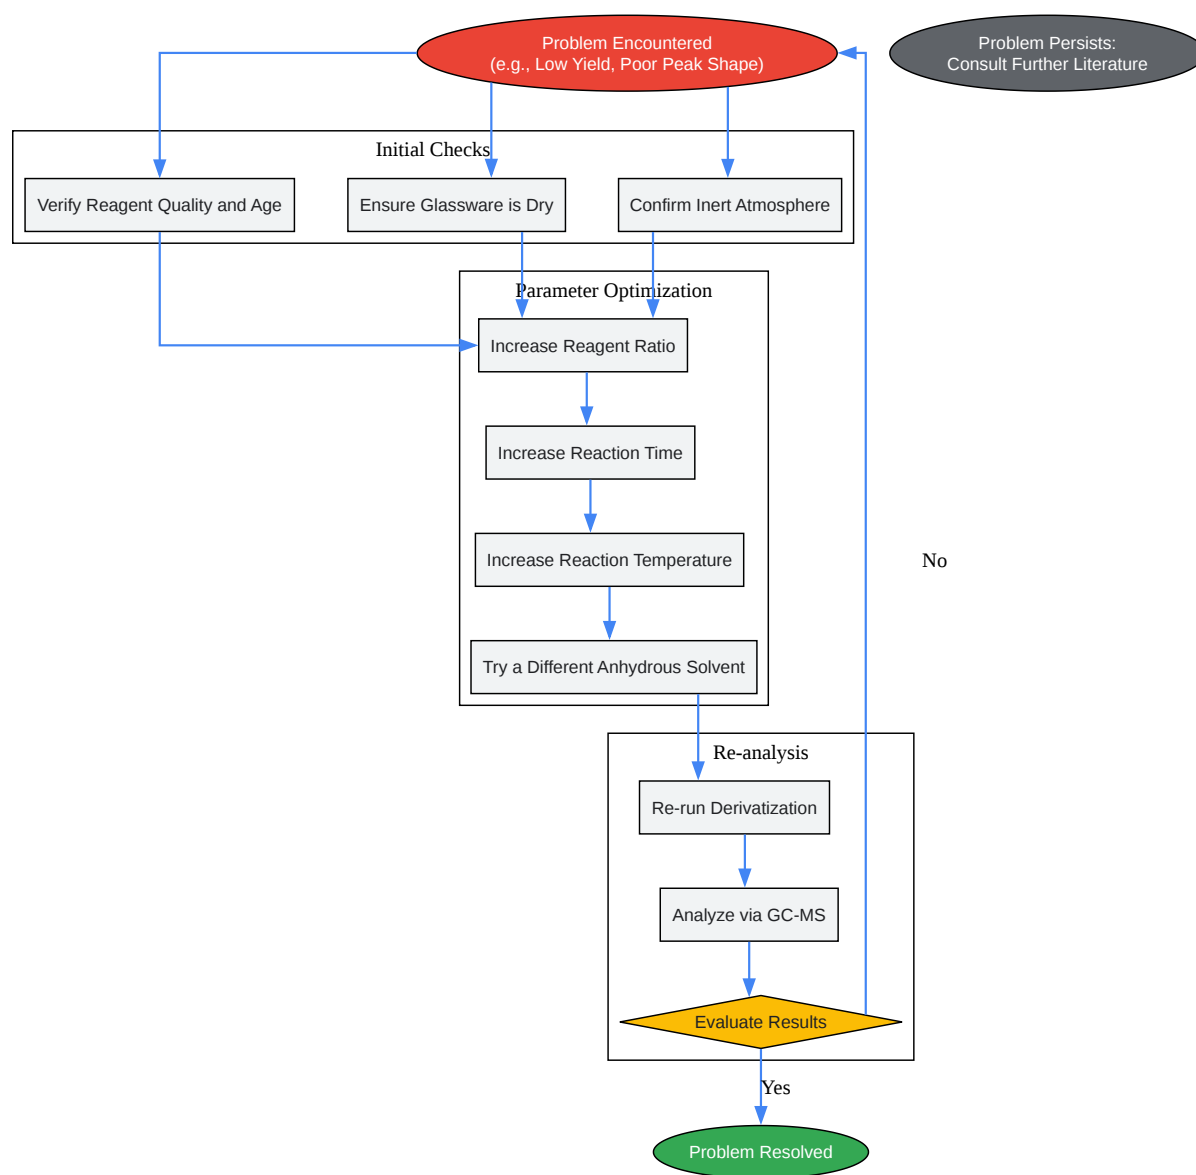 Problem Encountered
(e.g., Low Yield, Poor Peak Shape)
Problem Persists:
Consult Further Literature
Initial Checks
Verify Reagent Quality and Age
Ensure Glassware is Dry
Confirm Inert Atmosphere
Parameter Optimization
Increase Reagent Ratio
Increase Reaction Time
Increase Reaction Temperature
No
Try a Different Anhydrous Solvent
Re-analysis
Re-run Derivatization
Analyze via GC-MS
Evaluate Results
Yes
Problem Resolved